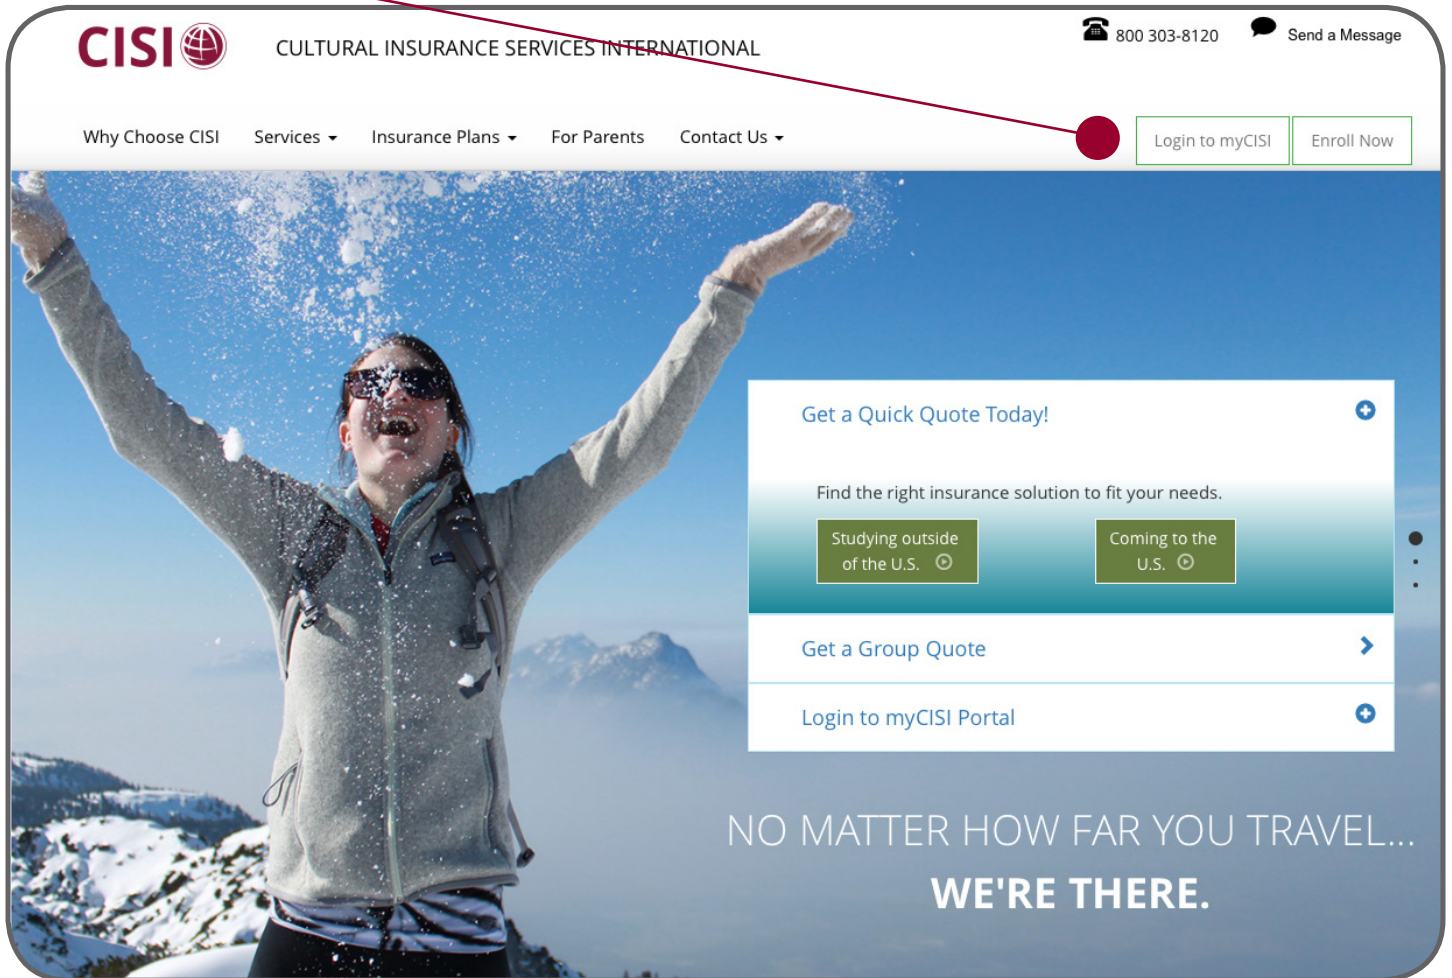 CISI
CULTURAL INSURANCE SERVICES INTERNATIONAL
800 303-8120
Send a Message
Why Choose CISI
Services
Insurance Plans
For Parents
Contact Us
Login to myCISI
Enroll Now
Get a Quick Quote Today!
Find the right insurance solution to fit your needs.
Studying outside
of the U.S.
Coming to the
U.S.
Get a Group Quote
Login to myCISI Portal
NO MATTER HOW FAR YOU TRAVEL...
WE'RE THERE.